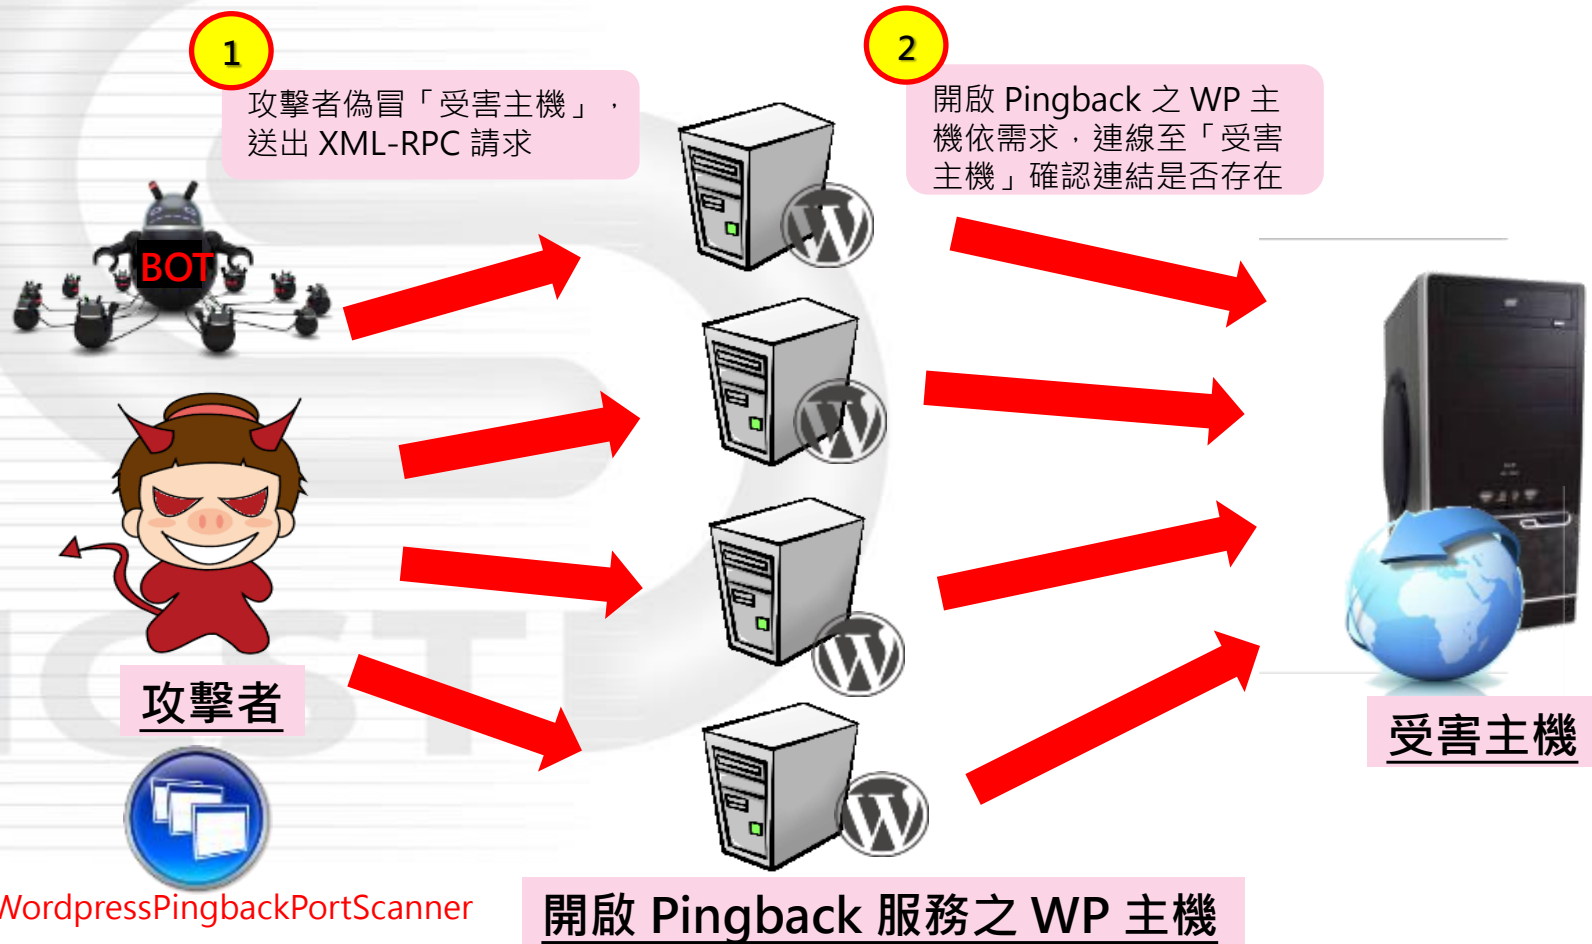 1
攻擊者偽冒「受害主機」，
送出 XML-RPC 請求
2
開啟 Pingback 之 WP 主
機依需求，連線至「受害
主機」確認連結是否存在
BOT
攻擊者
WordpressPingbackPortScanner
開啟 Pingback 服務之 WP 主機
受害主機